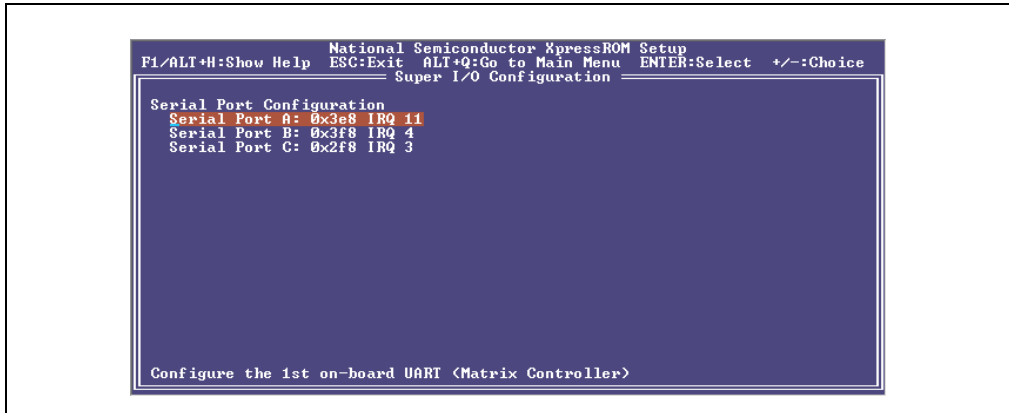 National Semiconductor XpressROM Setup
F1/ALT+H:Show Help ESC:Exit ALT+Q:Go to Main Menu ENTER:Select +/-:Choice
Super I/O Configuration
Serial Port Configuration
Serial Port A: 0x3e8 IRQ 11
Serial Port B: 0x3f8 IRQ 4
Serial Port C: 0x2f8 IRQ 3
Configure the 1st on-board UART (Matrix Controller)